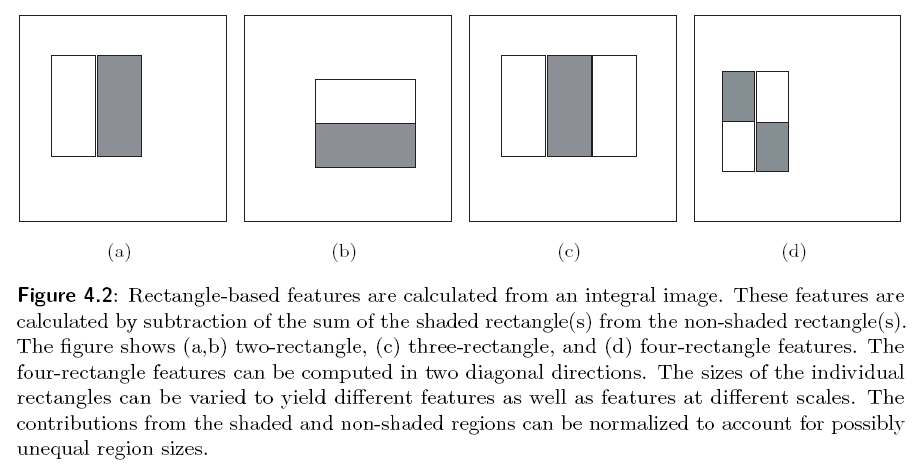 (a) (b) (c) (d)
Figure 4.2: Rectangle-based features are calculated from an integral image. These features are
calculated by subtraction of the sum of the shaded rectangle(s) from the non-shaded rectangle(s).
The figure shows (a,b) two-rectangle, (c) three-rectangle, and (d) four-rectangle features. The
four-rectangle features can be computed in two diagonal directions. The sizes of the individual
rectangles can be varied to yield different features as well as features at different scales. The
contributions from the shaded and non-shaded regions can be normalized to account for possibly
unequal region sizes.